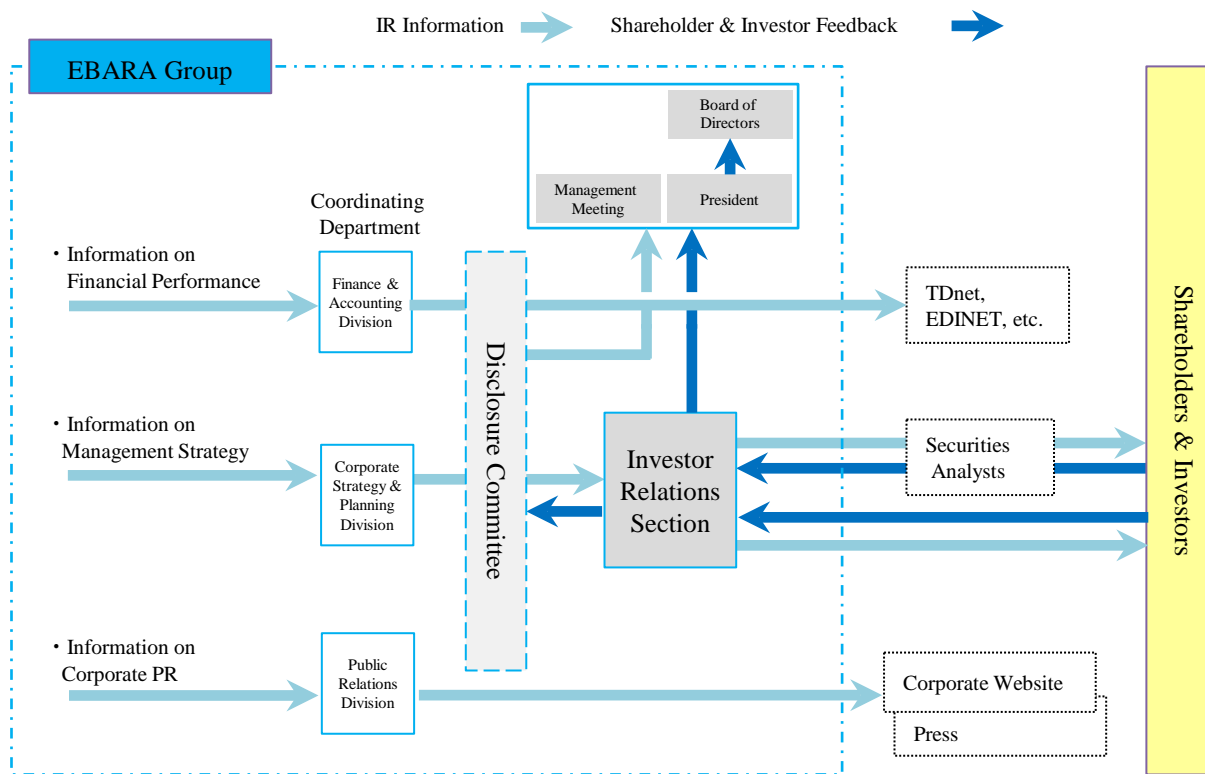 IR Information
Shareholder & Investor Feedback
EBARA Group
Board of
Directors
Management
Meeting
President
Coordinating
Department
・Information on
Financial Performance
Finance &
Accounting
Division
TDnet,
EDINET, etc.
Disclosure Committee
Shareholders & Investors
・Information on
Management Strategy
Corporate
Strategy &
Planning
Division
Investor
Relations
Section
Securities
Analysts
・Information on
Corporate PR
Public
Relations
Division
Corporate Website
Press